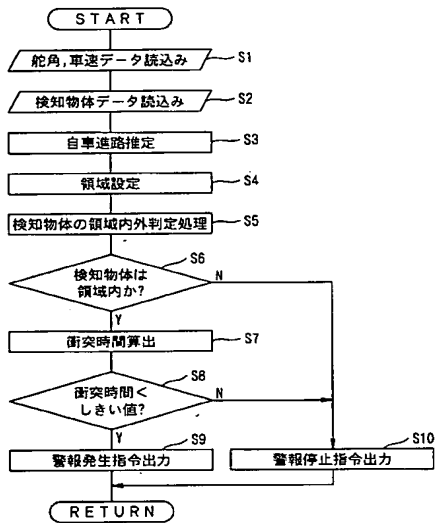 START
舵角,車速データ読込み S1
検知物体データ読込み S2
自車進路推定 S3
領域設定 S4
検知物体の領域内外判定処理 S5
S6
検知物体は
領域内か?
N
Y
衝突時間算出 S7
S8
衝突時間<
しきい値?
N
Y
S9
警報発生指令出力
S10
警報停止指令出力
RETURN